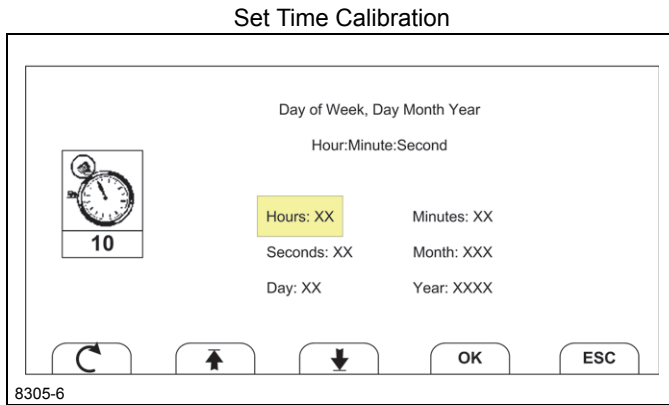 Set Time Calibration
Day of Week, Day Month Year
Hour:Minute:Second
10
Hours: XX Minutes: XX
Seconds: XX Month: XXX
Day: XX Year: XXXX
OK ESC
8305-6